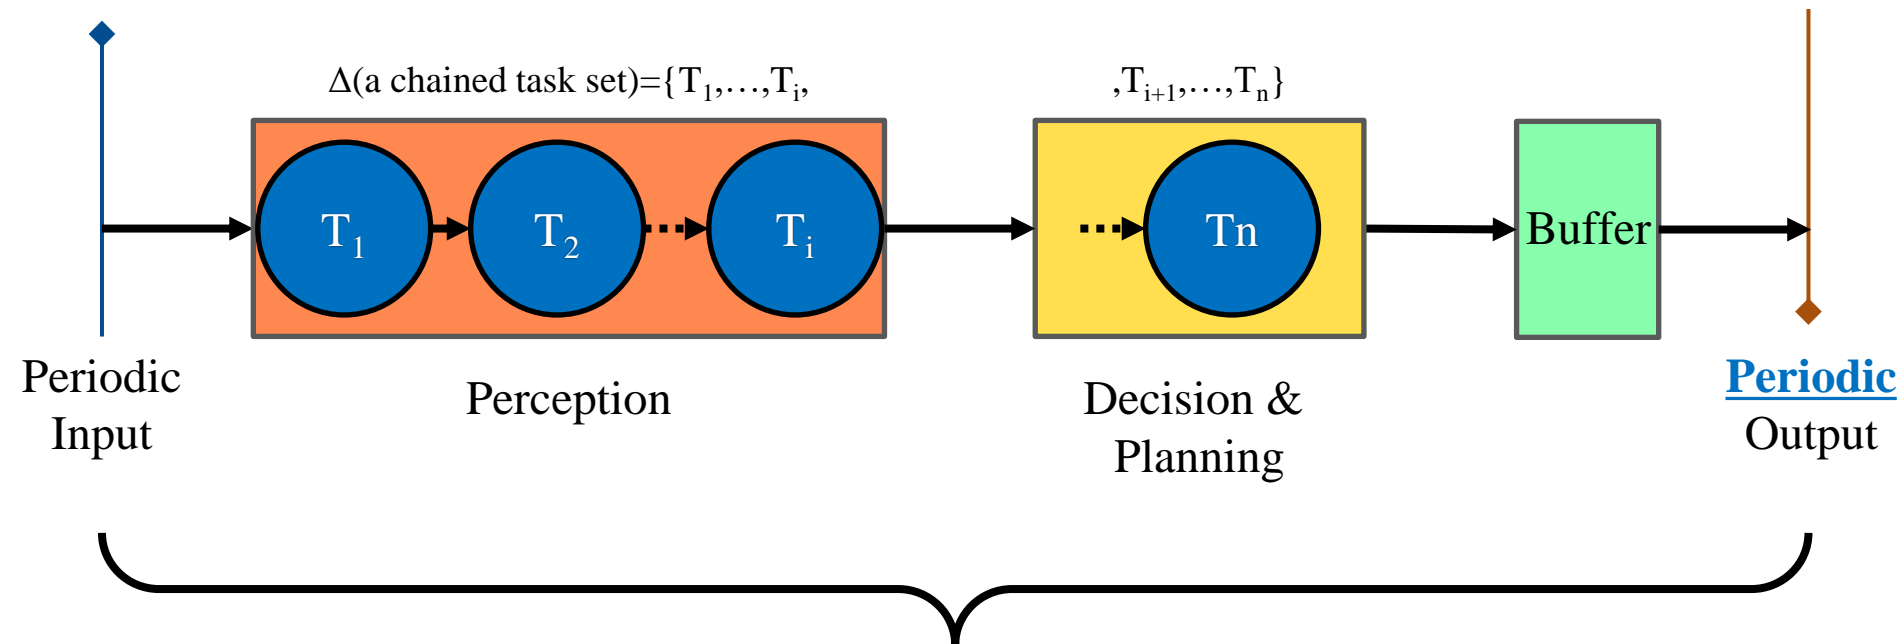 Δ(a chained task set)={T₁,…,Tᵢ,
,Tᵢ₊₁,…,Tₙ}
T₁
T₂
Tᵢ
Tn
Buffer
Periodic
Input
Perception
Decision &
Planning
Periodic
Output